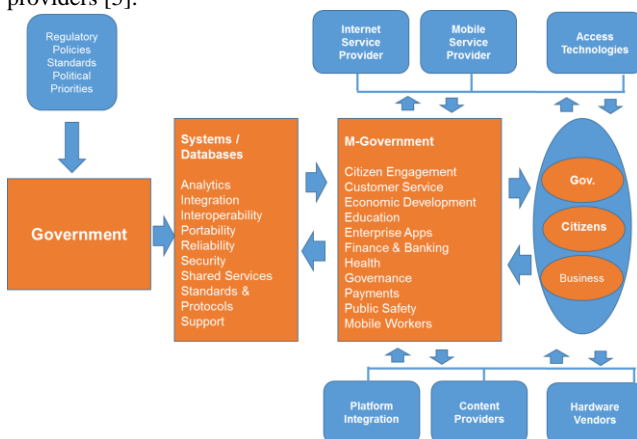 providers [5].
Regulatory
Policies
Standards
Political
Priorities
Internet
Service
Provider
Mobile
Service
Provider
Access
Technologies
Government
Systems /
Databases
Analytics
Integration
Interoperability
Portability
Reliability
Security
Shared Services
Standards &
Protocols
Support
M-Government
Citizen Engagement
Customer Service
Economic Development
Education
Enterprise Apps
Finance & Banking
Health
Governance
Payments
Public Safety
Mobile Workers
Gov.
Citizens
Business
Platform
Integration
Content
Providers
Hardware
Vendors